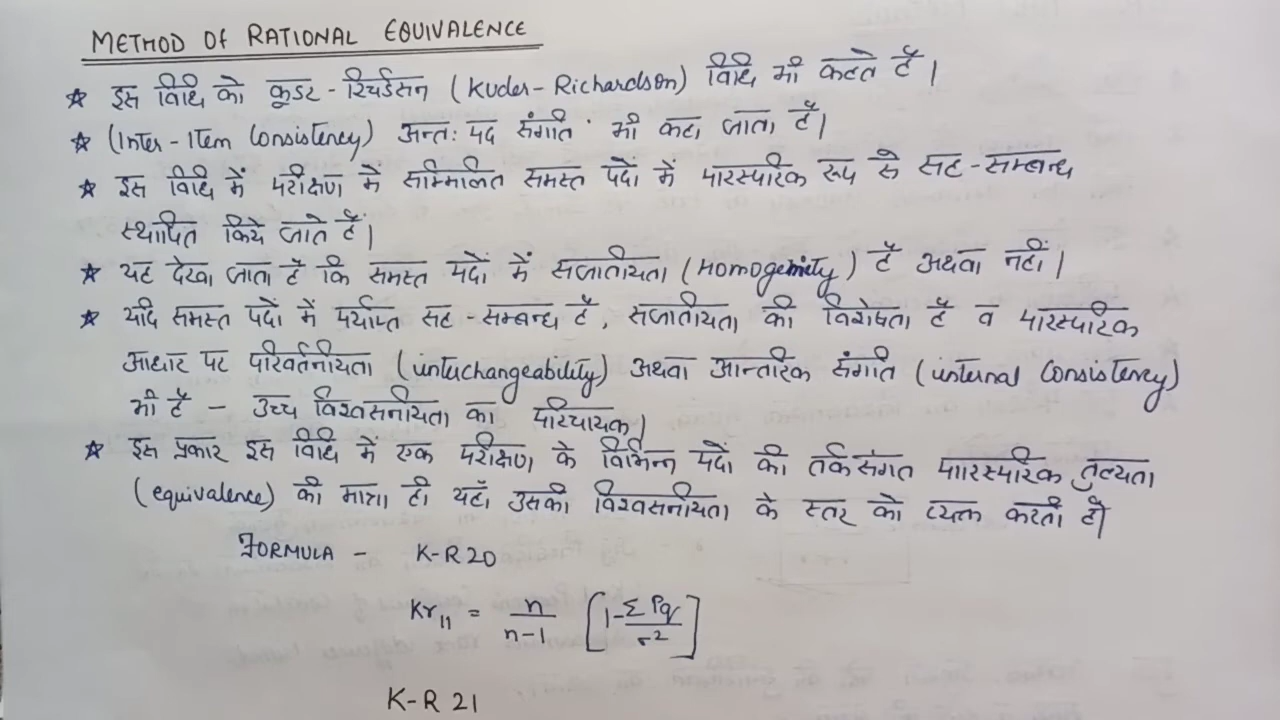 METHOD OF RATIONAL EQUIVALENCE
☆ इस विधि को कूडर - रिचर्डसन (Kuder - Richardson) विधि भी कहते हैं।
☆ (Inter - Item Consistency) अन्तः पद संगति भी कहा जाता है।
☆ इस विधि में परीक्षण में सम्मिलित समस्त पदों में पारस्परिक रूप से सह - सम्बन्ध
स्थापित किये जाते हैं।
☆ यह देखा जाता है कि समस्त पदों में सजातीयता (Homogeinity) है अथवा नहीं।
☆ यदि समस्त पदों में पर्याप्त सह - सम्बन्ध है, सजातीयता की विशेषता है व पारस्परिक
आधार पर परिवर्तनीयता (interchangeability) अथवा आन्तरिक संगति (internal Consistency)
भी है - उच्च विश्वसनीयता का परिचायक।
☆ इस प्रकार इस विधि में एक परीक्षण के विभिन्न पदों की तर्कसंगत पारस्परिक तुल्यता
(equivalence) की मात्रा ही यहाँ उसकी विश्वसनीयता के स्तर को व्यक्त करती है।
FORMULA - K-R 20
Kr₁₁ = n/(n-1) [1 - Σ Pq/σ²]
K-R 21